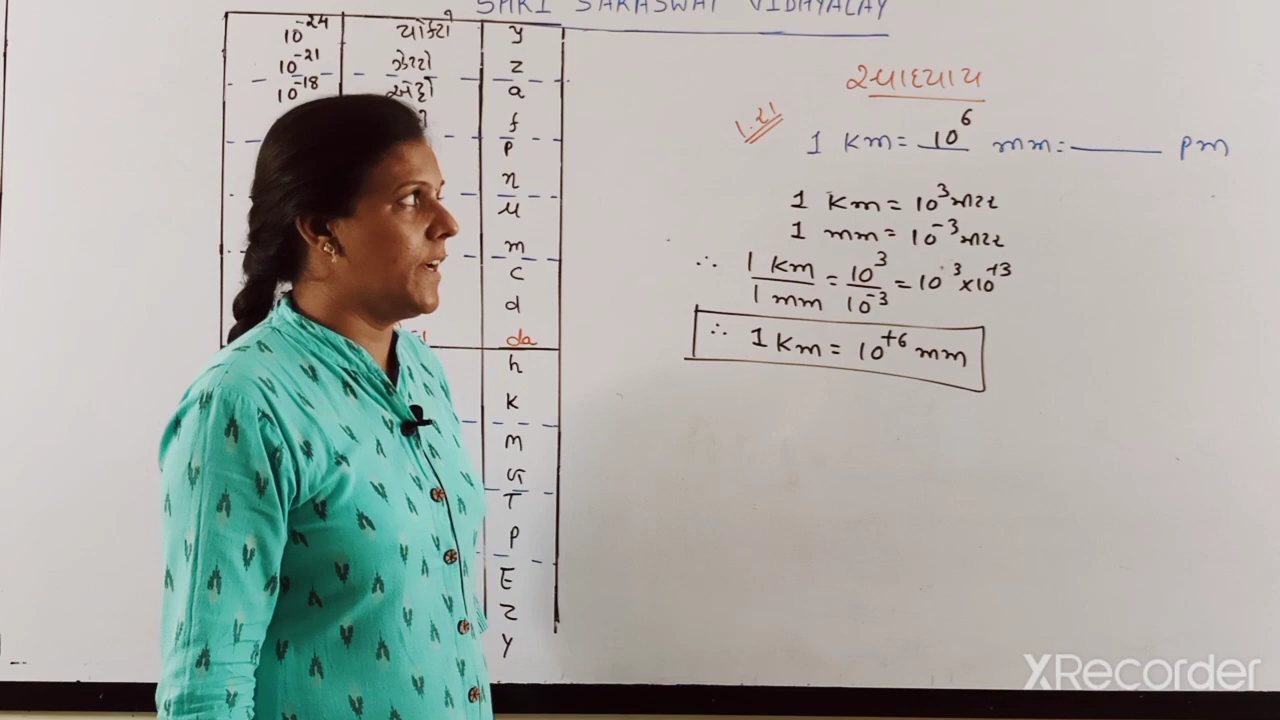 SHRI SARASWAT VIDHYALAY
10⁻²⁴ યોક્ટો y
10⁻²¹ ઝેપ્ટો z
10⁻¹⁸ એટો a
f
p
n
μ
m
c
d
da
h
K
M
G
T
P
E
Z
Y
સ્વાધ્યાય
1.21
1 Km = 10⁶ mm = ______ pm
1 Km = 10³ મીટર
1 mm = 10⁻³ મીટર
∴ 1 Km / 1 mm = 10³ / 10⁻³ = 10³ × 10⁺³
∴ 1 Km = 10⁺⁶ mm
XRecorder